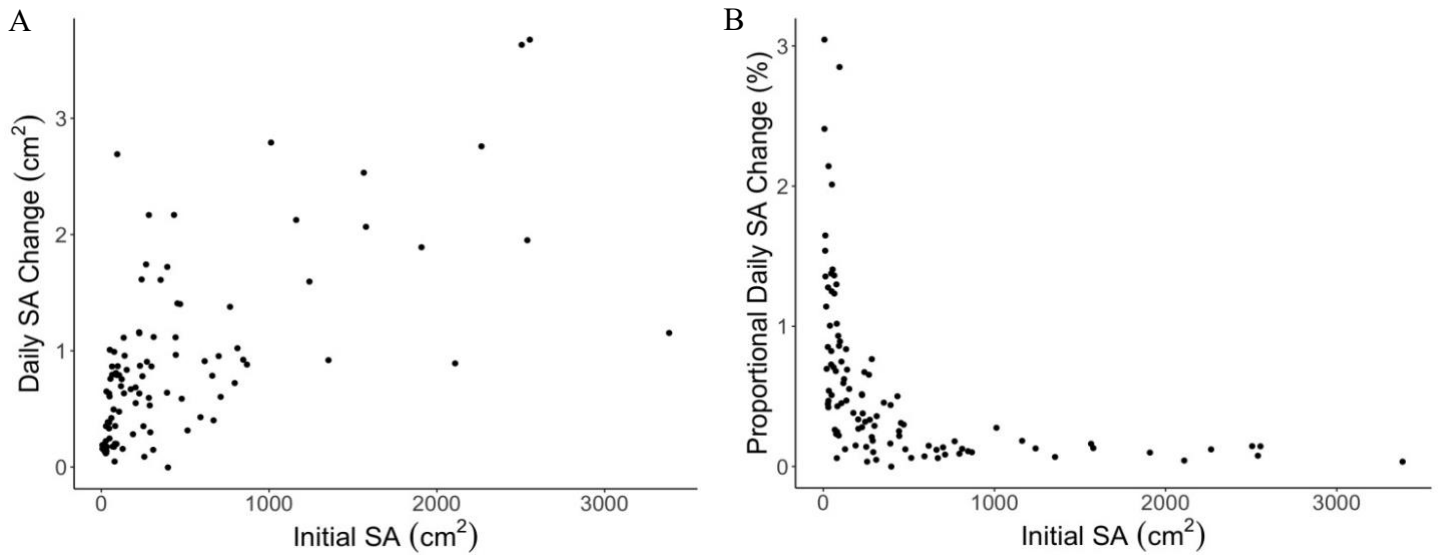 A
Daily SA Change (cm²)
3
2
1
0
0 1000 2000 3000
Initial SA (cm²)
B
Proportional Daily SA Change (%)
3
2
1
0
0 1000 2000 3000
Initial SA (cm²)